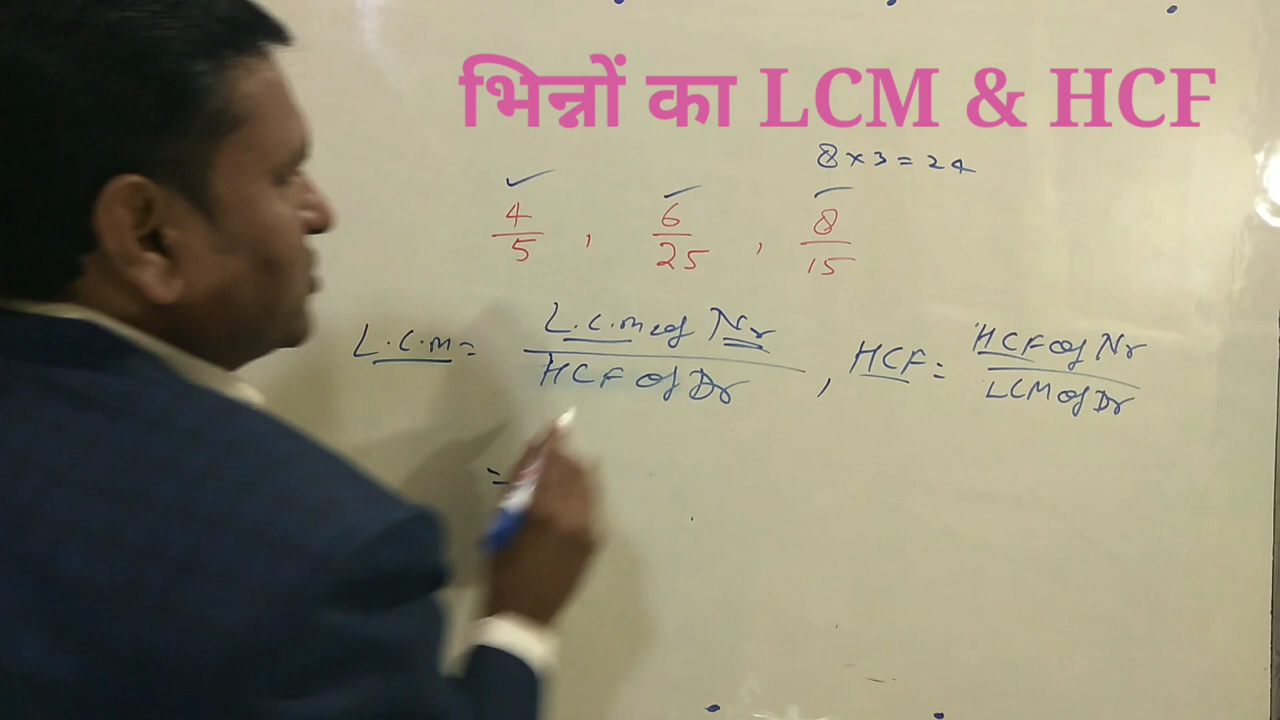 भिन्नों का LCM & HCF
8 × 3 = 24
4/5 , 6/25 , 8/15
L.C.M = L.C.M of Nr / HCF of Dr , HCF = HCF of Nr / LCM of Dr
=